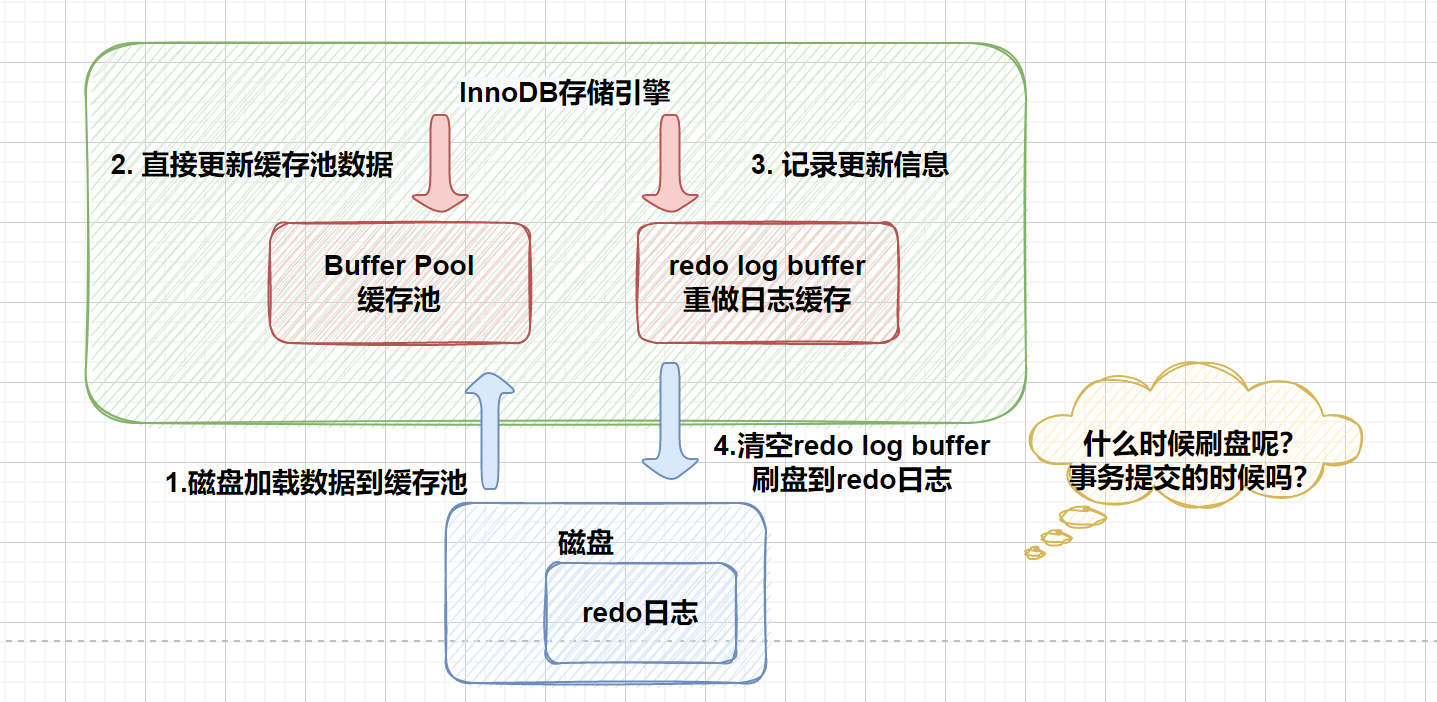 InnoDB存储引擎
2. 直接更新缓存池数据
3. 记录更新信息
Buffer Pool
缓存池
redo log buffer
重做日志缓存
1.磁盘加载数据到缓存池
4.清空redo log buffer
刷盘到redo日志
什么时候刷盘呢?
事务提交的时候吗?
磁盘
redo日志